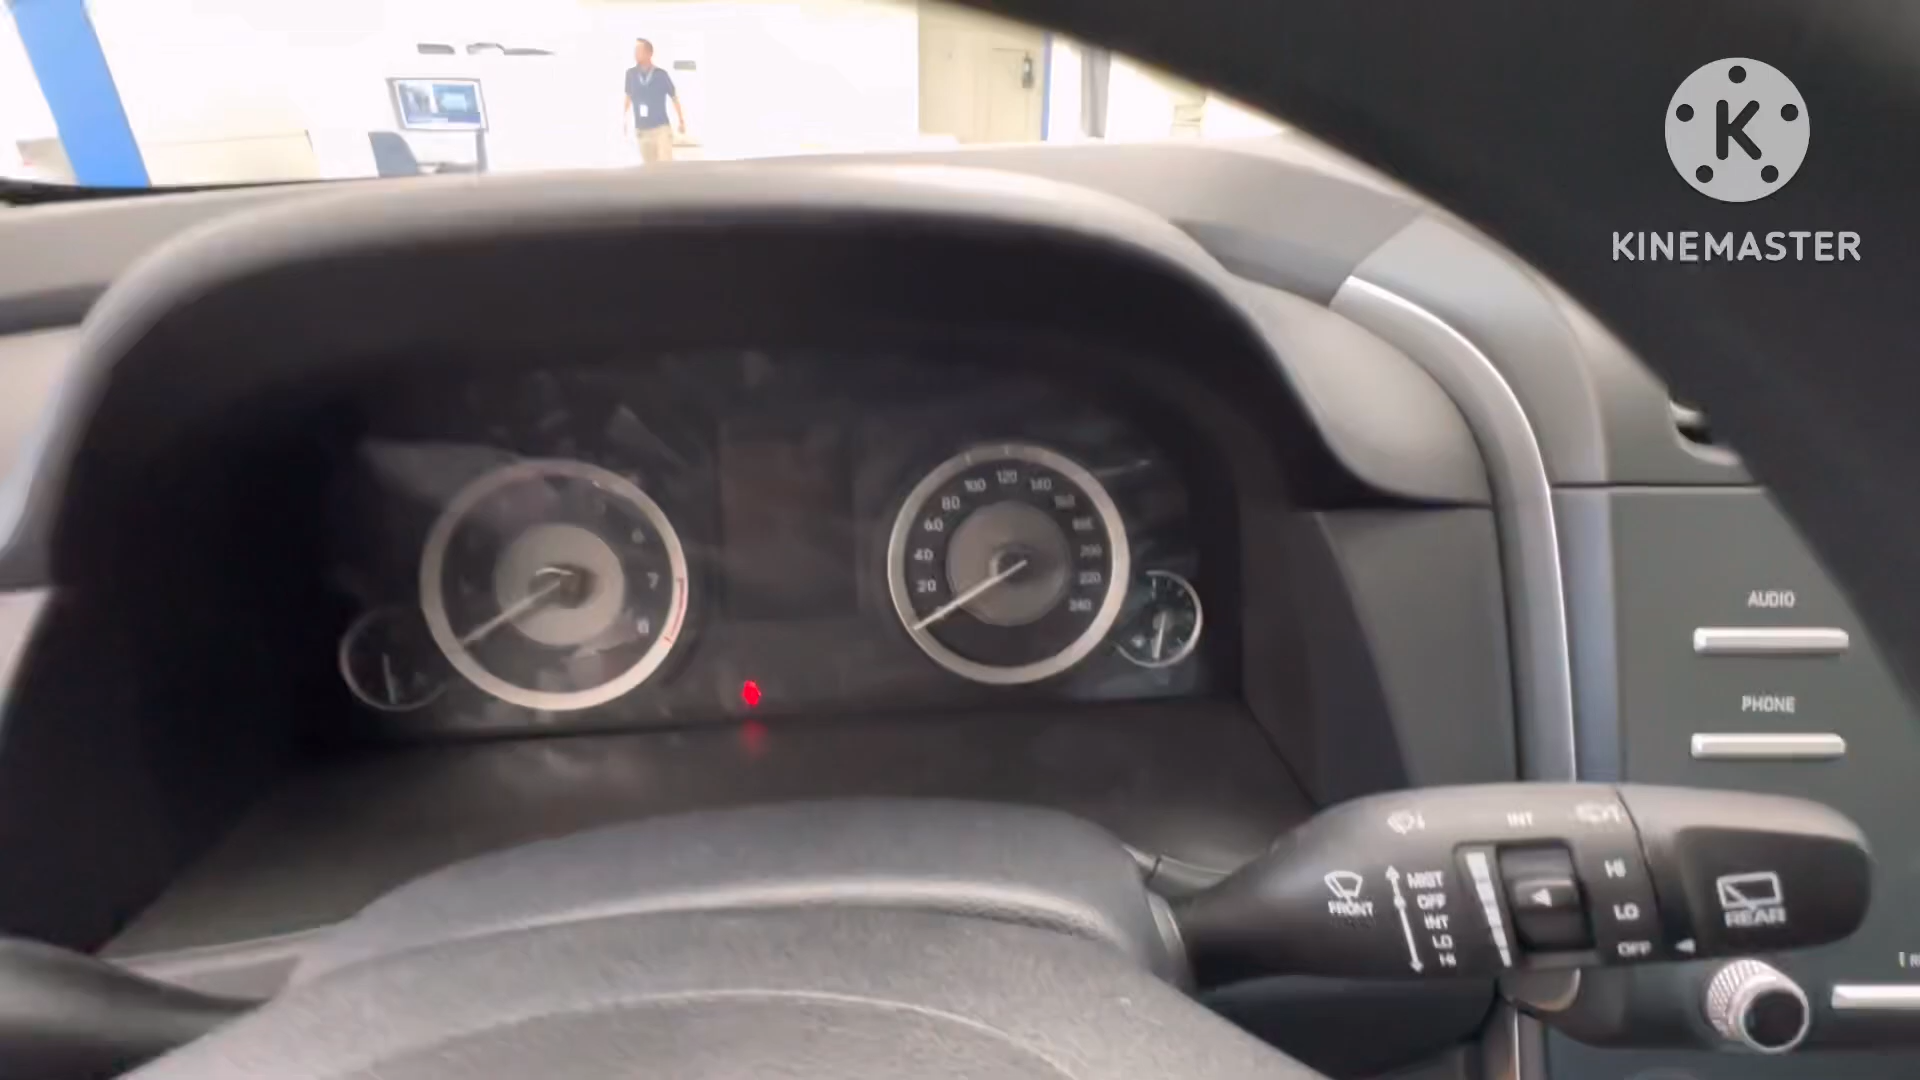 K
KINEMASTER
6
7
8
20
40
60
80
100
120
140
160
180
200
220
240
AUDIO
PHONE
INT
FRONT
MIST
OFF
INT
LO
HI
HI
LO
OFF
REAR